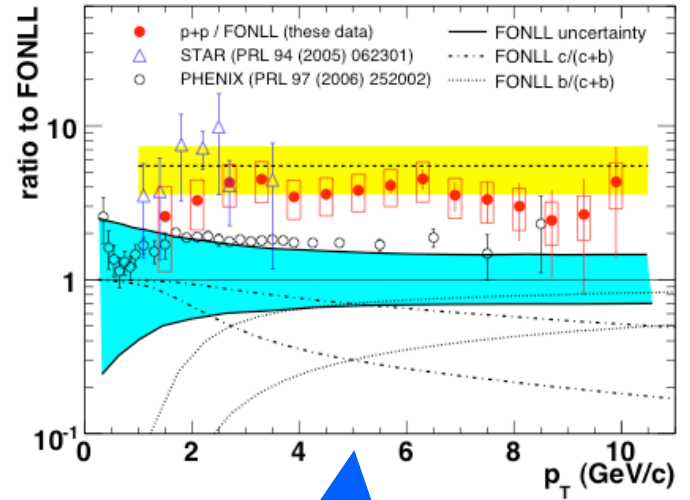 p+p / FONLL (these data)
STAR (PRL 94 (2005) 062301)
PHENIX (PRL 97 (2006) 252002)
FONLL uncertainty
FONLL c/(c+b)
FONLL b/(c+b)
ratio to FONLL
10
1
10-1
0 2 4 6 8 10
pT (GeV/c)